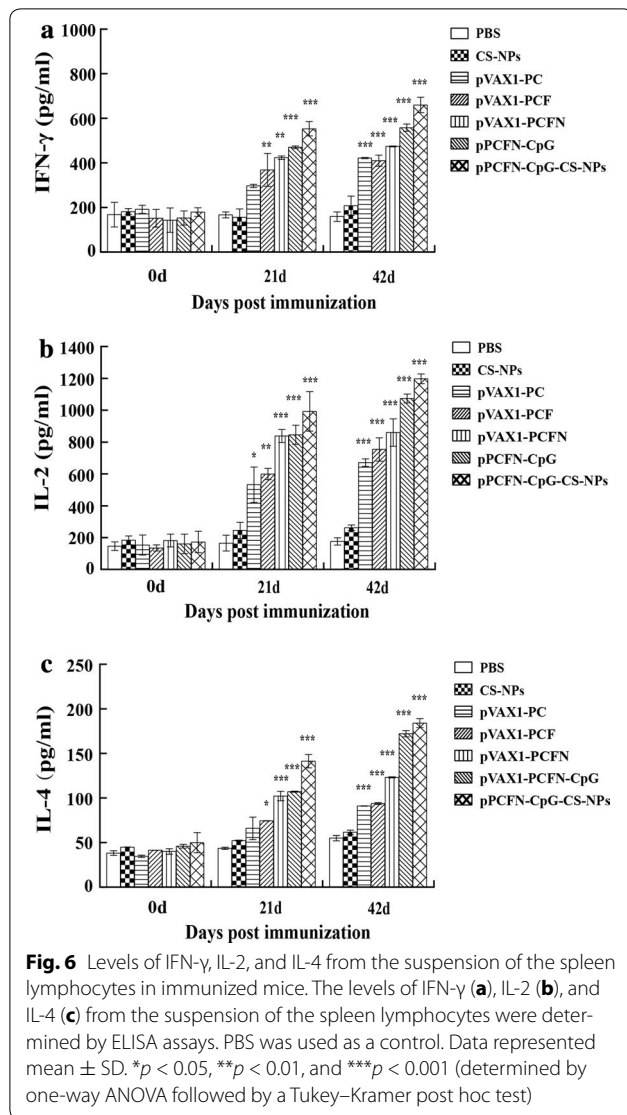 a
IFN-γ (pg/ml)
1000
800
600
400
200
0
** ** *** ***
*** *** *** *** ***
0d 21d 42d
Days post immunization
PBS
CS-NPs
pVAX1-PC
pVAX1-PCF
pVAX1-PCFN
pPCFN-CpG
pPCFN-CpG-CS-NPs
b
IL-2 (pg/ml)
1400
1200
1000
800
600
400
200
0
* ** *** *** ***
*** *** *** *** ***
0d 21d 42d
Days post immunization
PBS
CS-NPs
pVAX1-PC
pVAX1-PCF
pVAX1-PCFN
pPCFN-CpG
pPCFN-CpG-CS-NPs
c
IL-4 (pg/ml)
250
200
150
100
50
0
* *** *** ***
*** *** *** *** ***
0d 21d 42d
Days post immunization
PBS
CS-NPs
pVAX1-PC
pVAX1-PCF
pVAX1-PCFN
pVAX1-PCFN-CpG
pPCFN-CpG-CS-NPs
Fig. 6 Levels of IFN-γ, IL-2, and IL-4 from the suspension of the spleen
lymphocytes in immunized mice. The levels of IFN-γ (a), IL-2 (b), and
IL-4 (c) from the suspension of the spleen lymphocytes were deter-
mined by ELISA assays. PBS was used as a control. Data represented
mean ± SD. *p < 0.05, **p < 0.01, and ***p < 0.001 (determined by
one-way ANOVA followed by a Tukey–Kramer post hoc test)